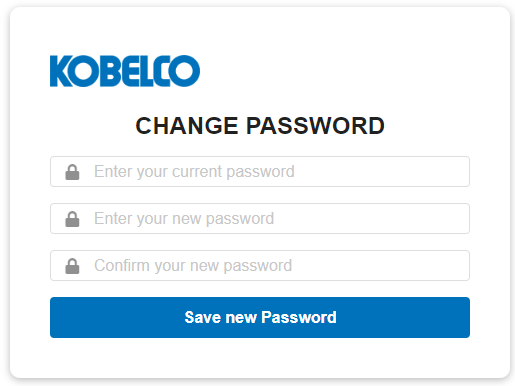 KOBELCO
CHANGE PASSWORD
Enter your current password
Enter your new password
Confirm your new password
Save new Password